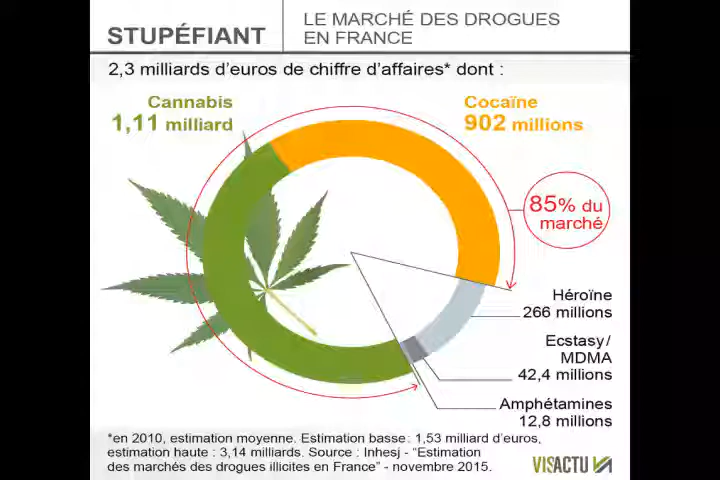 STUPÉFIANT
LE MARCHÉ DES DROGUES
EN FRANCE
2,3 milliards d'euros de chiffre d'affaires* dont :
Cannabis
1,11 milliard
Cocaïne
902 millions
85% du
marché
Héroïne
266 millions
Ecstasy/
MDMA
42,4 millions
Amphétamines
12,8 millions
*en 2010, estimation moyenne. Estimation basse : 1,53 milliard d'euros,
estimation haute : 3,14 milliards. Source : Inhesj - "Estimation
des marchés des drogues illicites en France" - novembre 2015.
VISACTU